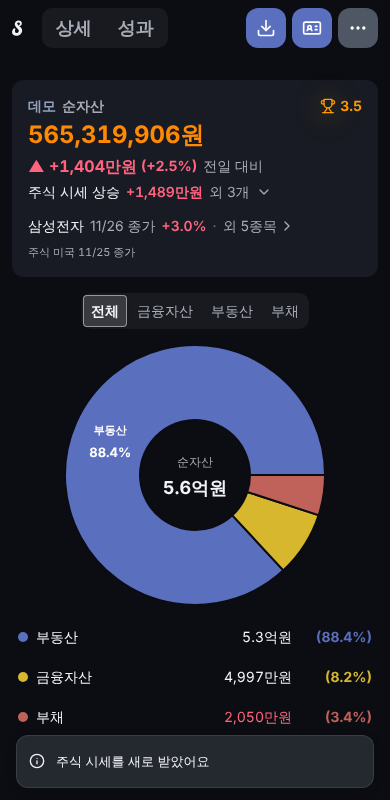 상세 성과
데모 순자산 3.5
565,319,906원
▲ +1,404만원 (+2.5%) 전일 대비
주식 시세 상승 +1,489만원 외 3개
삼성전자 11/26 종가 +3.0% · 외 5종목
주식 미국 11/25 종가
전체 금융자산 부동산 부채
부동산
88.4%
순자산
5.6억원
부동산 5.3억원 (88.4%)
금융자산 4,997만원 (8.2%)
부채 2,050만원 (3.4%)
주식 시세를 새로 받았어요